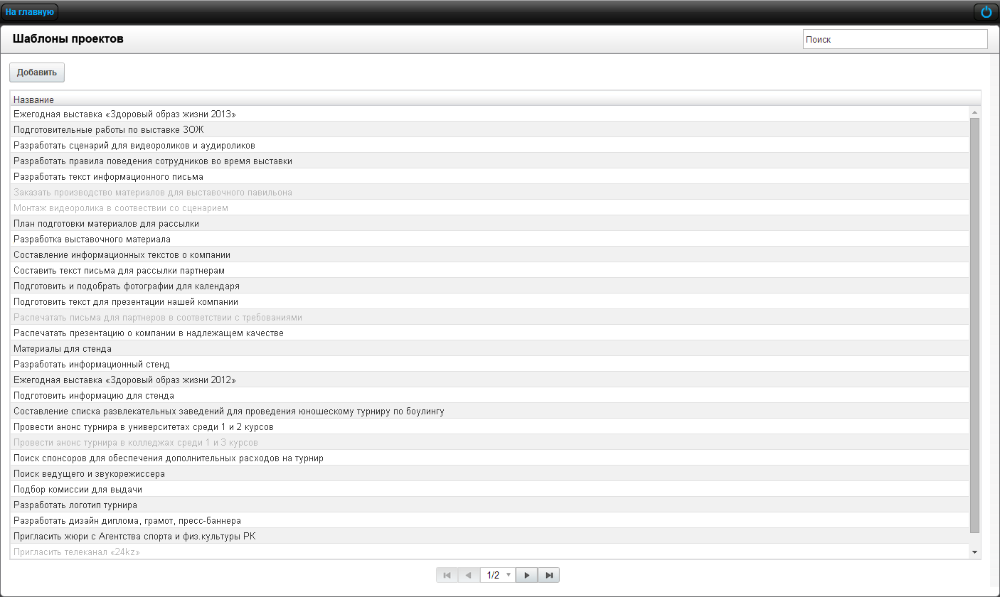 На главную
Шаблоны проектов
Поиск
Добавить
Название
Ежегодная выставка «Здоровый образ жизни 2013»
Подготовительные работы по выставке ЗОЖ
Разработать сценарий для видеороликов и аудироликов
Разработать правила поведения сотрудников во время выставки
Разработать текст информационного письма
Заказать производство материалов для выставочного павильона
Монтаж видеоролика в соотвествии со сценарием
План подготовки материалов для рассылки
Разработка выставочного материала
Составление информационных текстов о компании
Составить текст письма для рассылки партнерам
Подготовить и подобрать фотографии для календаря
Подготовить текст для презентации нашей компании
Распечатать письма для партнеров в соответствии с требованиями
Распечатать презентацию о компании в надлежащем качестве
Материалы для стенда
Разработать информационный стенд
Ежегодная выставка «Здоровый образ жизни 2012»
Подготовить информацию для стенда
Составление списка развлекательных заведений для проведения юношескому турниру по боулингу
Провести анонс турнира в университетах среди 1 и 2 курсов
Провести анонс турнира в колледжах среди 1 и 3 курсов
Поиск спонсоров для обеспечения дополнительных расходов на турнир
Поиск ведущего и звукорежиссера
Подбор комиссии для выдачи
Разработать логотип турнира
Разработать дизайн диплома, грамот, пресс-баннера
Пригласить жюри с Агентства спорта и физ.культуры РК
Пригласить телеканал «24kz»
1/2